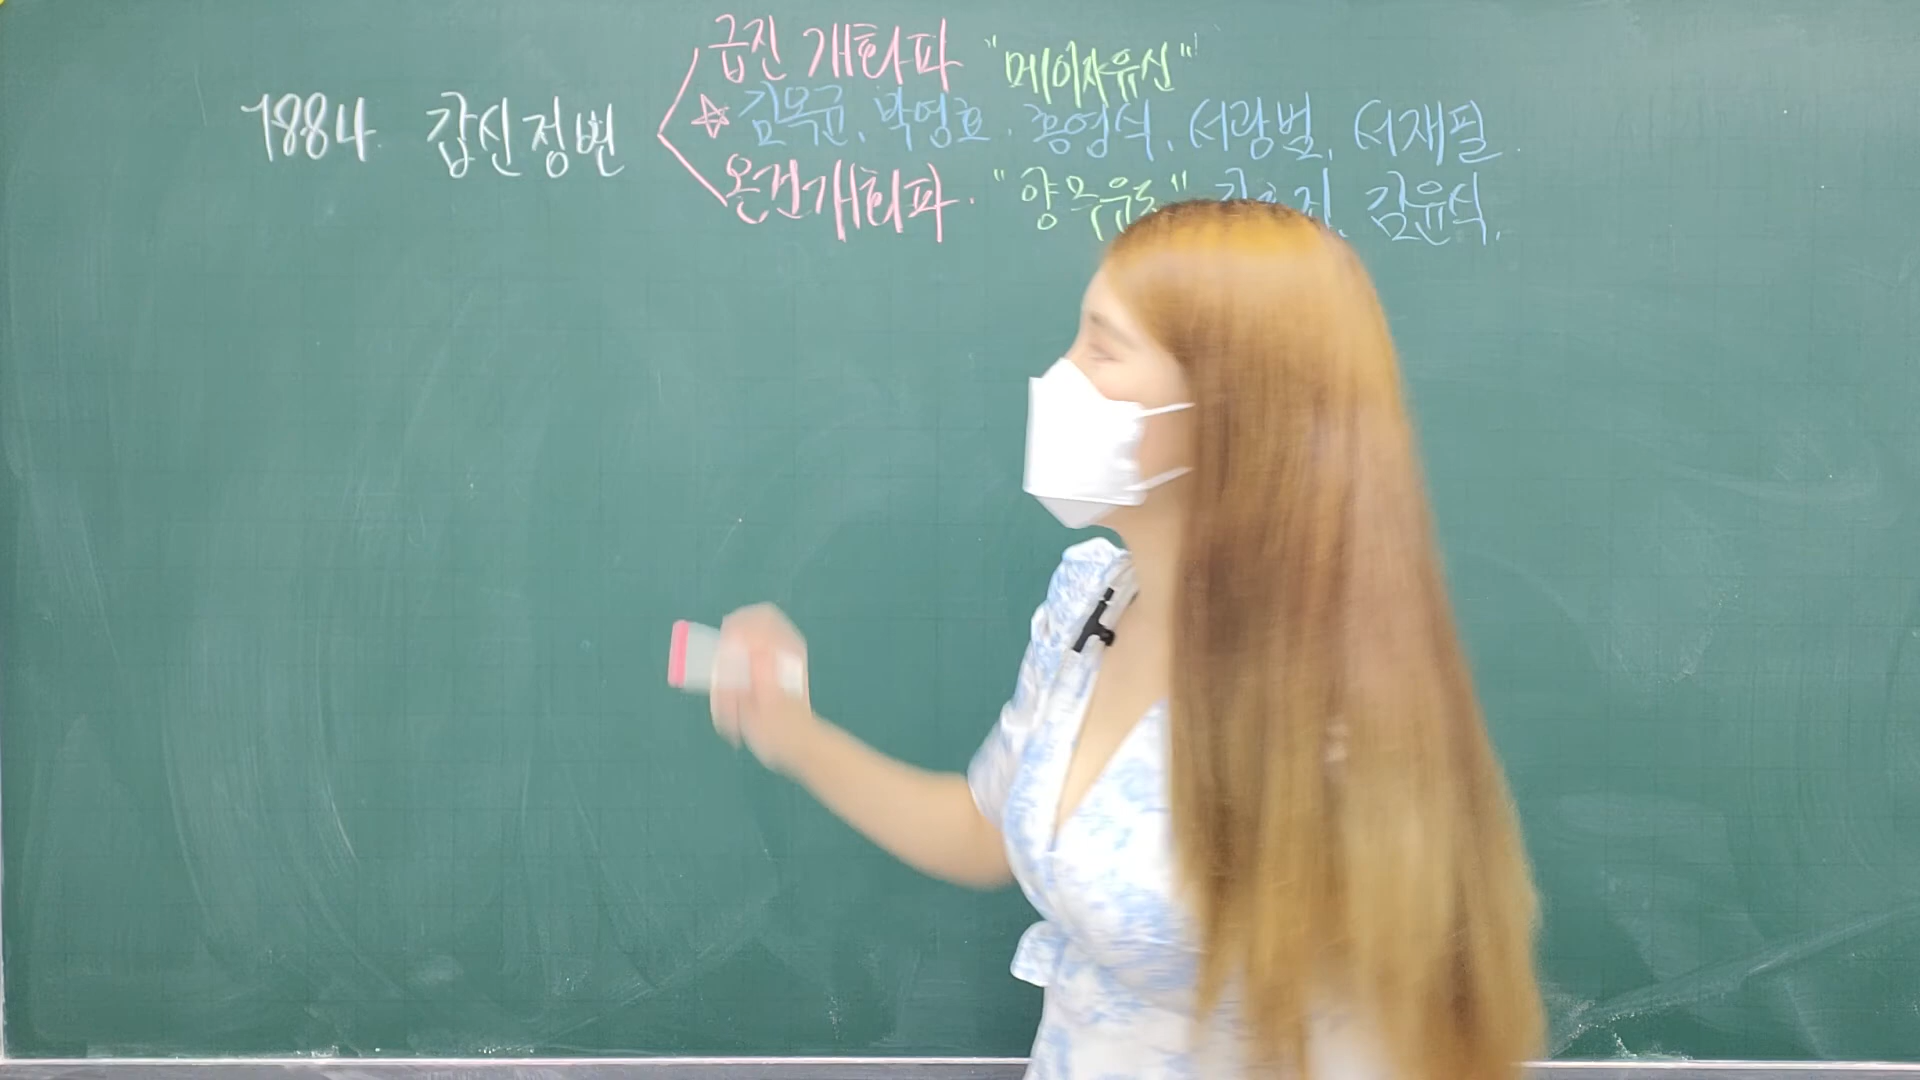 급진 개화파 "메이지유신"
1884. 갑신정변 ☆ 김옥균, 박영효, 홍영식, 서광범, 서재필.
온건개화파. "양무운동" 김윤식.